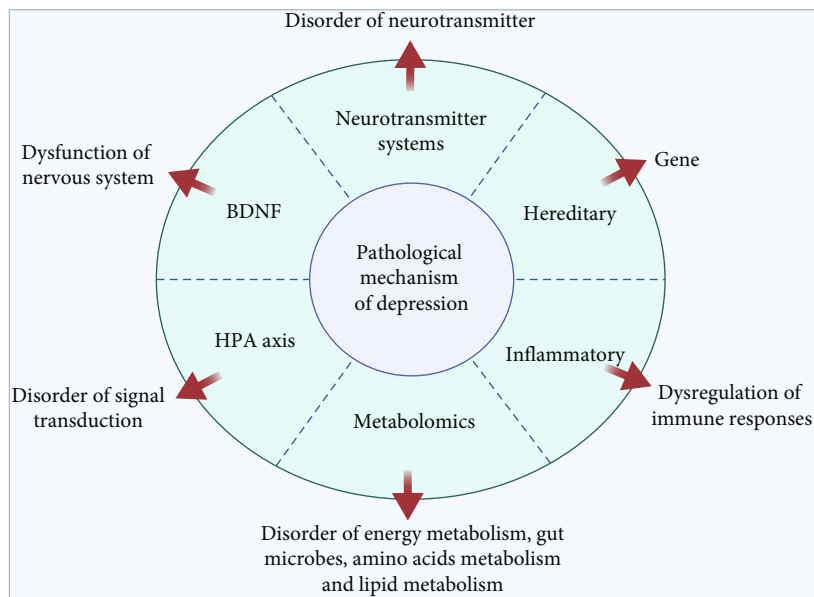 Disorder of neurotransmitter
Neurotransmitter
systems
Gene
Hereditary
Dysfunction of
nervous system
BDNF
Pathological
mechanism
of depression
HPA axis
Disorder of signal
transduction
Inflammatory
Dysregulation of
immune responses
Metabolomics
Disorder of energy metabolism, gut
microbes, amino acids metabolism
and lipid metabolism